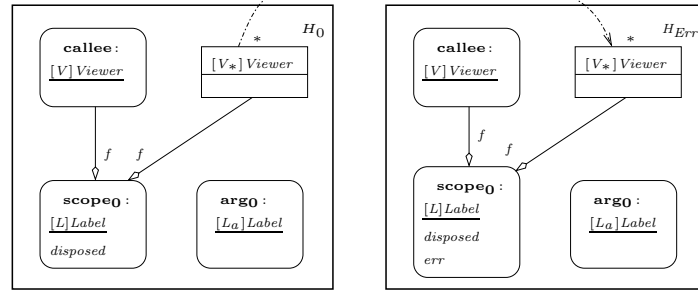 H0
callee :
[V] Viewer
*
[V*] Viewer
f
f
scope0 :
[L]Label
disposed
arg0 :
[La]Label
HErr
callee :
[V] Viewer
*
[V*] Viewer
f
f
scope0 :
[L]Label
disposed
err
arg0 :
[La]Label